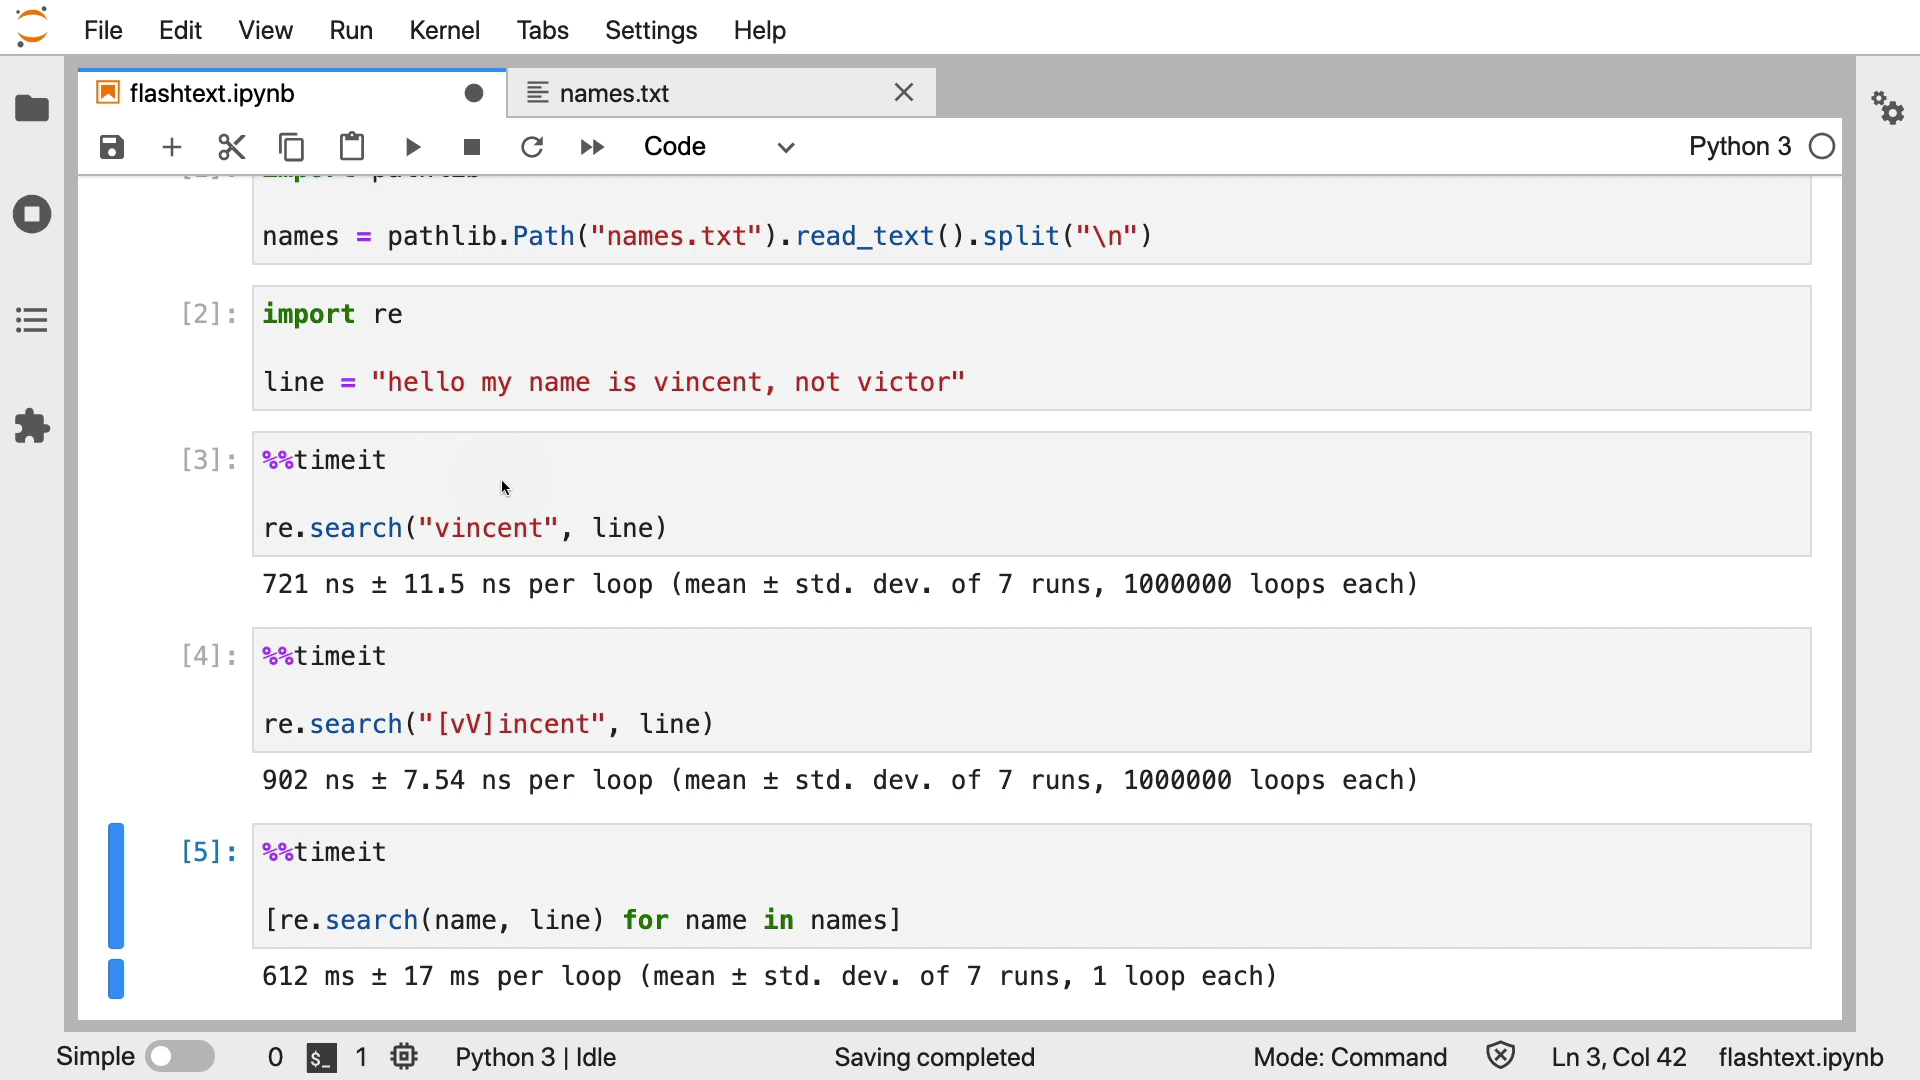 File Edit View Run Kernel Tabs Settings Help
flashtext.ipynb names.txt
Code Python 3
names = pathlib.Path("names.txt").read_text().split("\n")
[2]: import re
line = "hello my name is vincent, not victor"
[3]: %%timeit
re.search("vincent", line)
721 ns ± 11.5 ns per loop (mean ± std. dev. of 7 runs, 1000000 loops each)
[4]: %%timeit
re.search("[vV]incent", line)
902 ns ± 7.54 ns per loop (mean ± std. dev. of 7 runs, 1000000 loops each)
[5]: %%timeit
[re.search(name, line) for name in names]
612 ms ± 17 ms per loop (mean ± std. dev. of 7 runs, 1 loop each)
Simple 0 $_ 1 Python 3 | Idle Saving completed Mode: Command Ln 3, Col 42 flashtext.ipynb